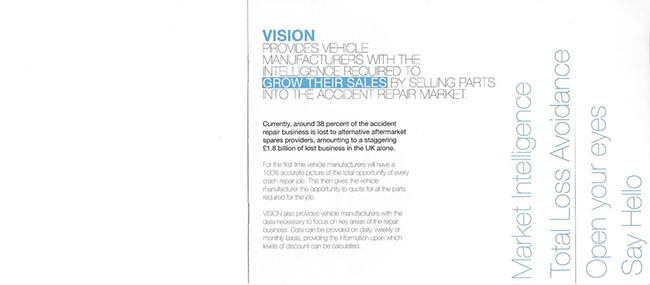 VISION
PROVIDES VEHICLE
MANUFACTURERS WITH THE
INTELLIGENCE REQUIRED TO
GROW THEIR SALES BY SELLING PARTS
INTO THE ACCIDENT REPAIR MARKET.
Currently, around 38 percent of the accident
repair business is lost to alternative aftermarket
spares providers, amounting to a staggering
£1.8 billion of lost business in the UK alone.
For the first time vehicle manufacturers will have a
100% accurate picture of the total opportunity of every
crash repair job. This then gives the vehicle
manufacturer the opportunity to quote for all the parts
required for the job.
VISION also provides vehicle manufacturers with the
data necessary to focus on key areas of the repair
business. Data can be provided on daily, weekly or
monthly basis, providing the information upon which
levels of discount can be calculated.
Market Intelligence
Total Loss Avoidance
Open your eyes
Say Hello